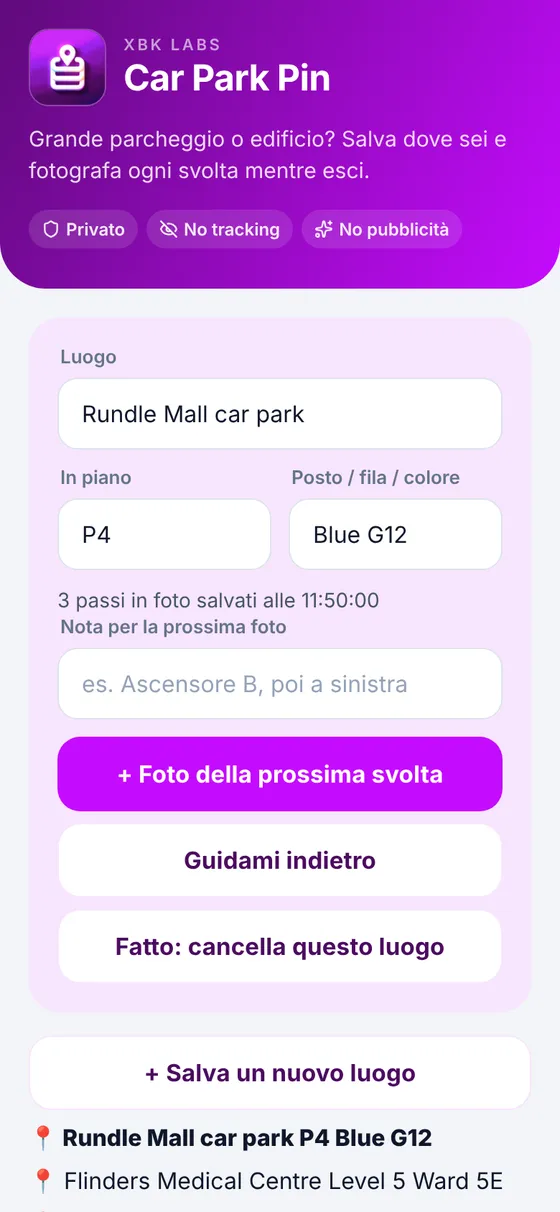 XBK LABS
Car Park Pin
Grande parcheggio o edificio? Salva dove sei e
fotografa ogni svolta mentre esci.
Privato
No tracking
No pubblicità
Luogo
Rundle Mall car park
In piano
Posto / fila / colore
P4
Blue G12
3 passi in foto salvati alle 11:50:00
Nota per la prossima foto
es. Ascensore B, poi a sinistra
+ Foto della prossima svolta
Guidami indietro
Fatto: cancella questo luogo
+ Salva un nuovo luogo
Rundle Mall car park P4 Blue G12
Flinders Medical Centre Level 5 Ward 5E